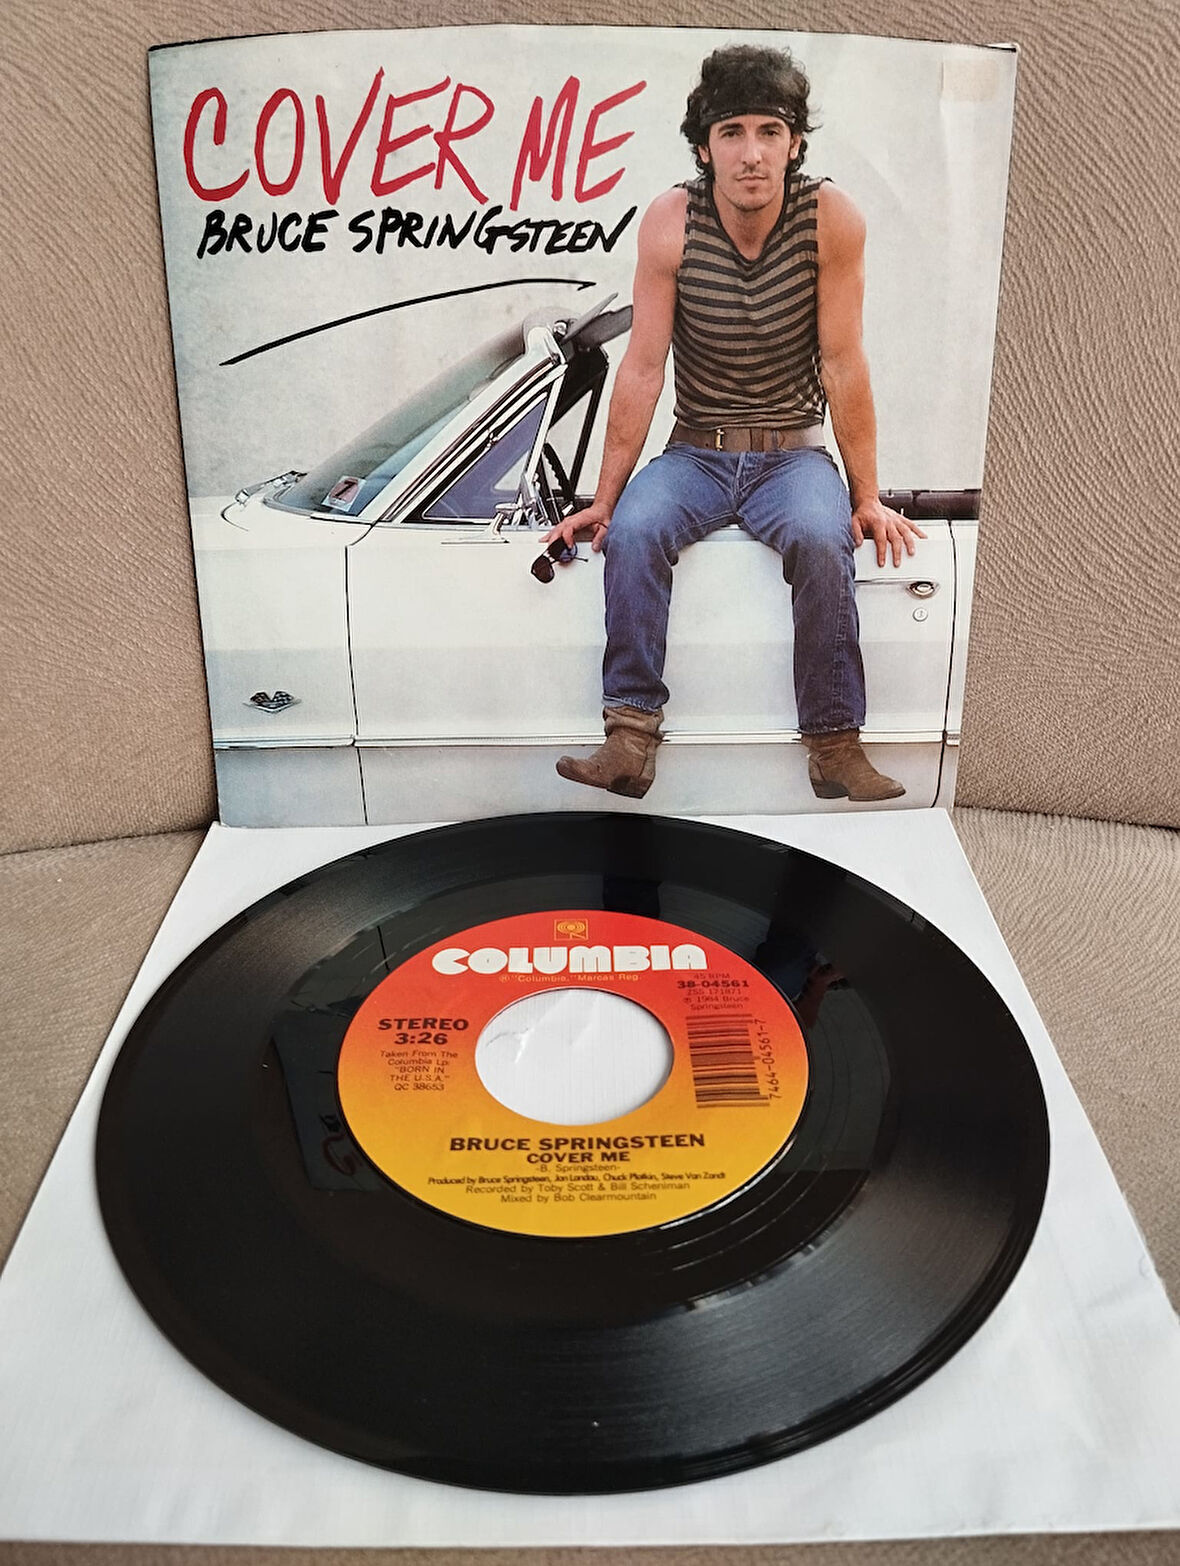 COVER ME
BRUCE SPRINGSTEEN
COLUMBIA
® "Columbia," Marcas Reg.
45 RPM
38-04561
ZSS 171871
℗ 1984 Bruce
Springsteen
STEREO
3:26
Taken From The
Columbia Lp:
"BORN IN
THE U.S.A."
QC 38653
7464-04561-7
BRUCE SPRINGSTEEN
COVER ME
-B. Springsteen-
Produced by Bruce Springsteen, Jon Landau, Chuck Plotkin, Steve Van Zandt
Recorded by Toby Scott & Bill Scheniman
Mixed by Bob Clearmountain